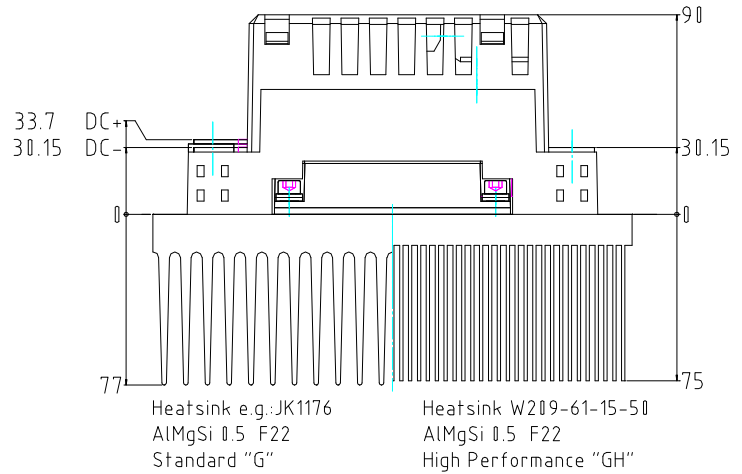 90
33.7 DC+
30.15 DC-
30.15
0
0
77
75
Heatsink e.g.:JK1176
AlMgSi 0.5 F22
Standard "G"
Heatsink W209-61-15-50
AlMgSi 0.5 F22
High Performance "GH"